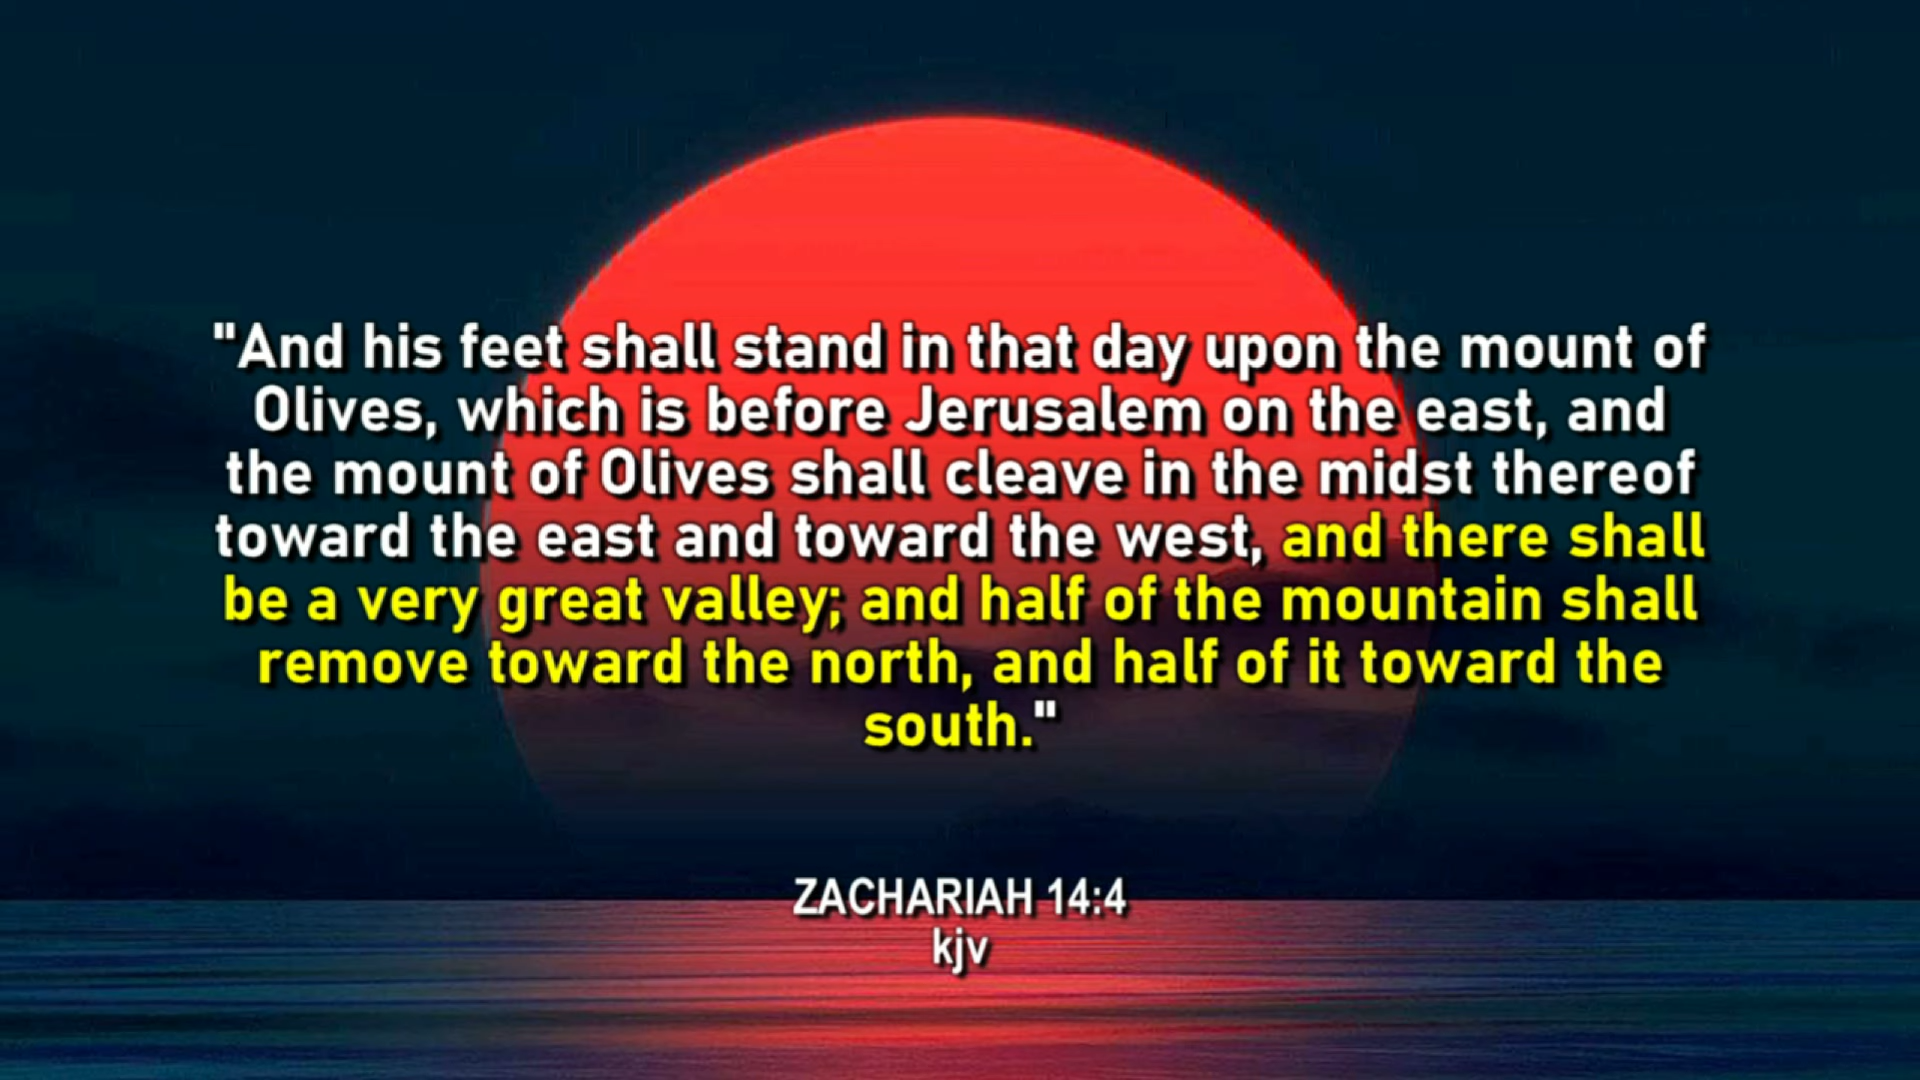 "And his feet shall stand in that day upon the mount of
Olives, which is before Jerusalem on the east, and
the mount of Olives shall cleave in the midst thereof
toward the east and toward the west, and there shall
be a very great valley; and half of the mountain shall
remove toward the north, and half of it toward the
south."
ZACHARIAH 14:4
kjv